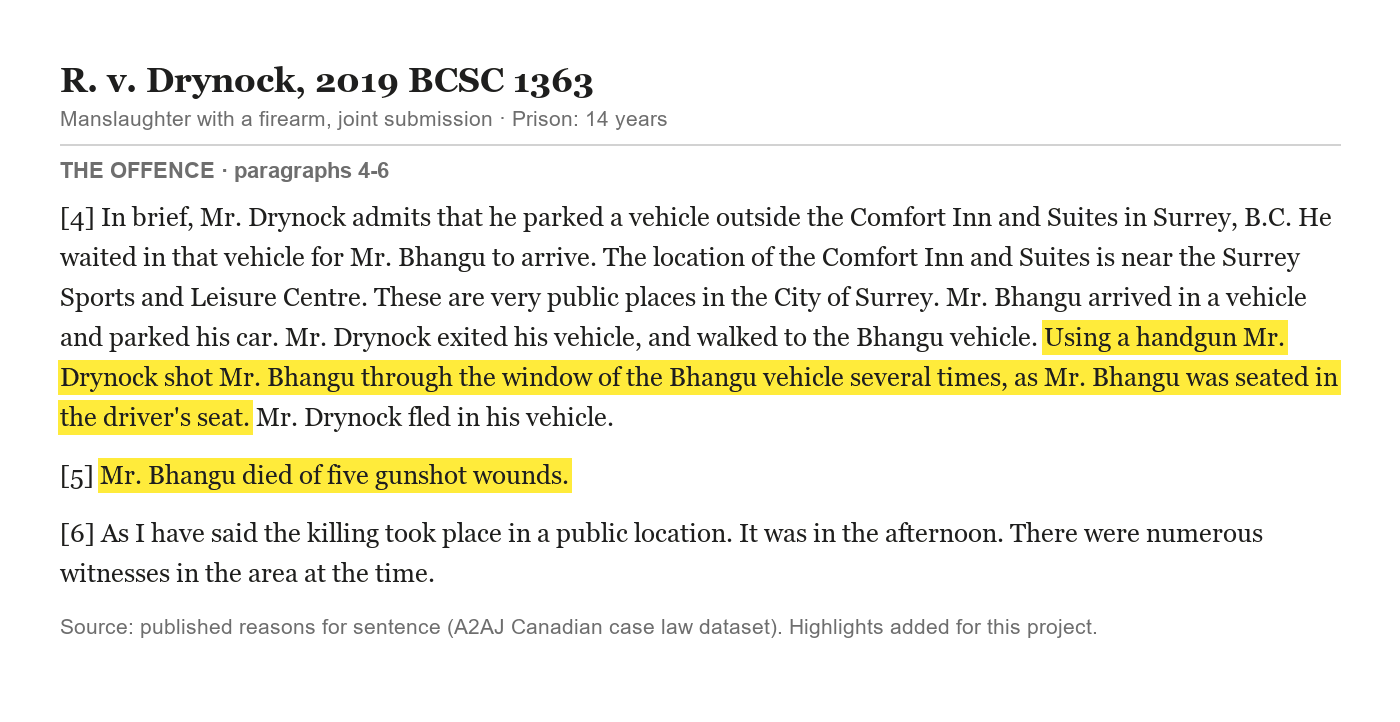 R. v. Drynock, 2019 BCSC 1363
Manslaughter with a firearm, joint submission · Prison: 14 years
THE OFFENCE · paragraphs 4-6
[4] In brief, Mr. Drynock admits that he parked a vehicle outside the Comfort Inn and Suites in Surrey, B.C. He
waited in that vehicle for Mr. Bhangu to arrive. The location of the Comfort Inn and Suites is near the Surrey
Sports and Leisure Centre. These are very public places in the City of Surrey. Mr. Bhangu arrived in a vehicle
and parked his car. Mr. Drynock exited his vehicle, and walked to the Bhangu vehicle. Using a handgun Mr.
Drynock shot Mr. Bhangu through the window of the Bhangu vehicle several times, as Mr. Bhangu was seated in
the driver's seat. Mr. Drynock fled in his vehicle.
[5] Mr. Bhangu died of five gunshot wounds.
[6] As I have said the killing took place in a public location. It was in the afternoon. There were numerous
witnesses in the area at the time.
Source: published reasons for sentence (A2AJ Canadian case law dataset). Highlights added for this project.